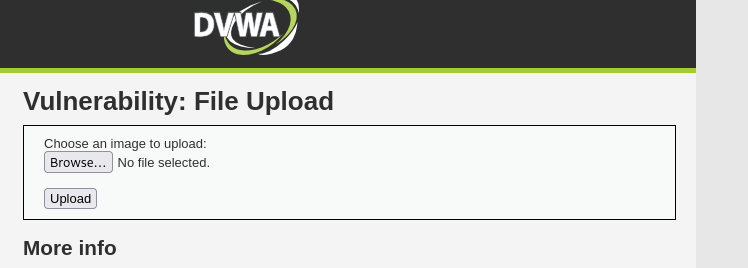 DVWA
Vulnerability: File Upload
Choose an image to upload:
Browse... No file selected.
Upload
More info